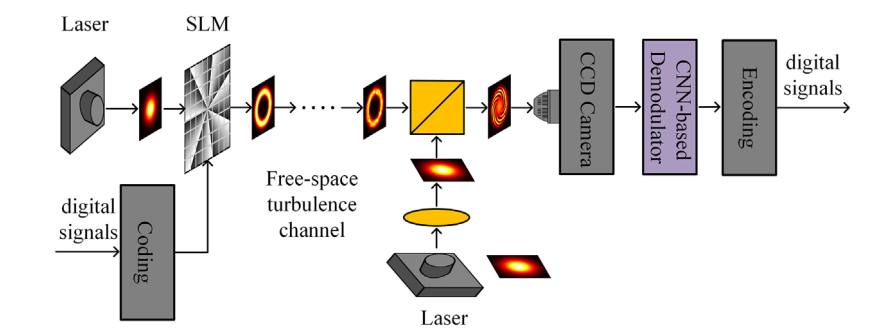 Laser
SLM
digital
signals
Coding
Free-space
turbulence
channel
Laser
CCD Camera
CNN-based
Demodulator
Encoding
digital
signals